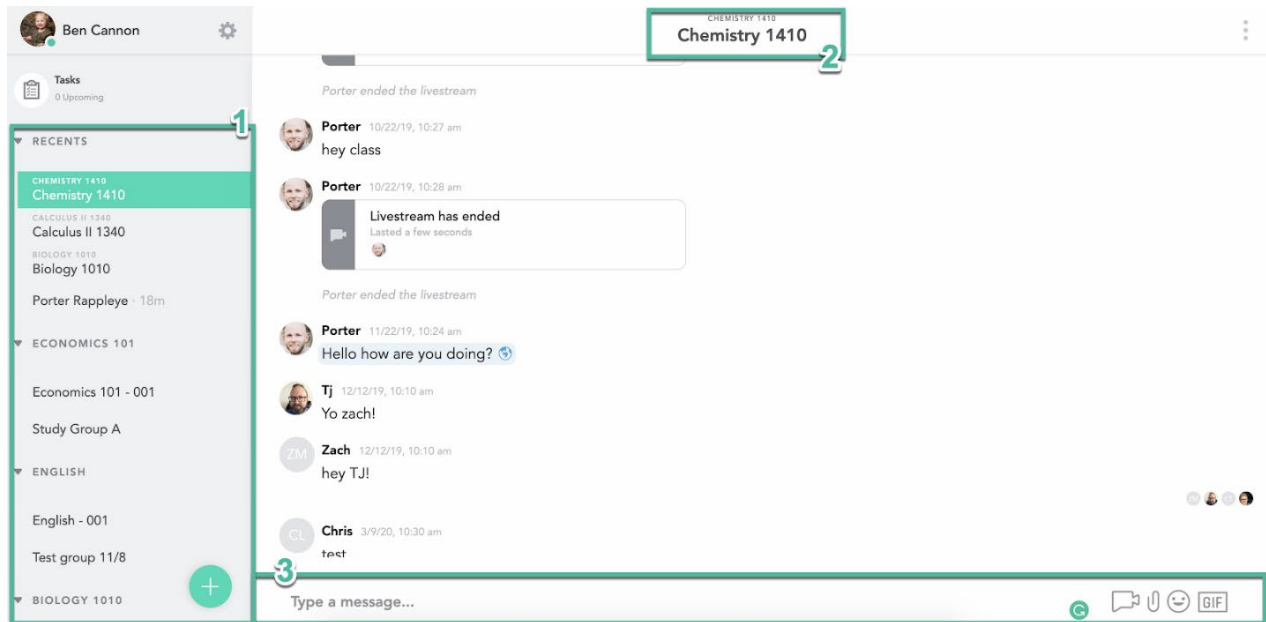 Ben Cannon
Tasks
0 Upcoming
1
RECENTS
CHEMISTRY 1410
Chemistry 1410
CALCULUS II 1340
Calculus II 1340
BIOLOGY 1010
Biology 1010
Porter Rappleye · 18m
ECONOMICS 101
Economics 101 - 001
Study Group A
ENGLISH
English - 001
Test group 11/8
BIOLOGY 1010
CHEMISTRY 1410
Chemistry 1410
2
Porter ended the livestream
Porter 10/22/19, 10:27 am
hey class
Porter 10/22/19, 10:28 am
Livestream has ended
Lasted a few seconds
Porter ended the livestream
Porter 11/22/19, 10:24 am
Hello how are you doing?
Tj 12/12/19, 10:10 am
Yo zach!
ZM
Zach 12/12/19, 10:10 am
hey TJ!
CL
Chris 3/9/20, 10:30 am
test
3
Type a message...
GIF